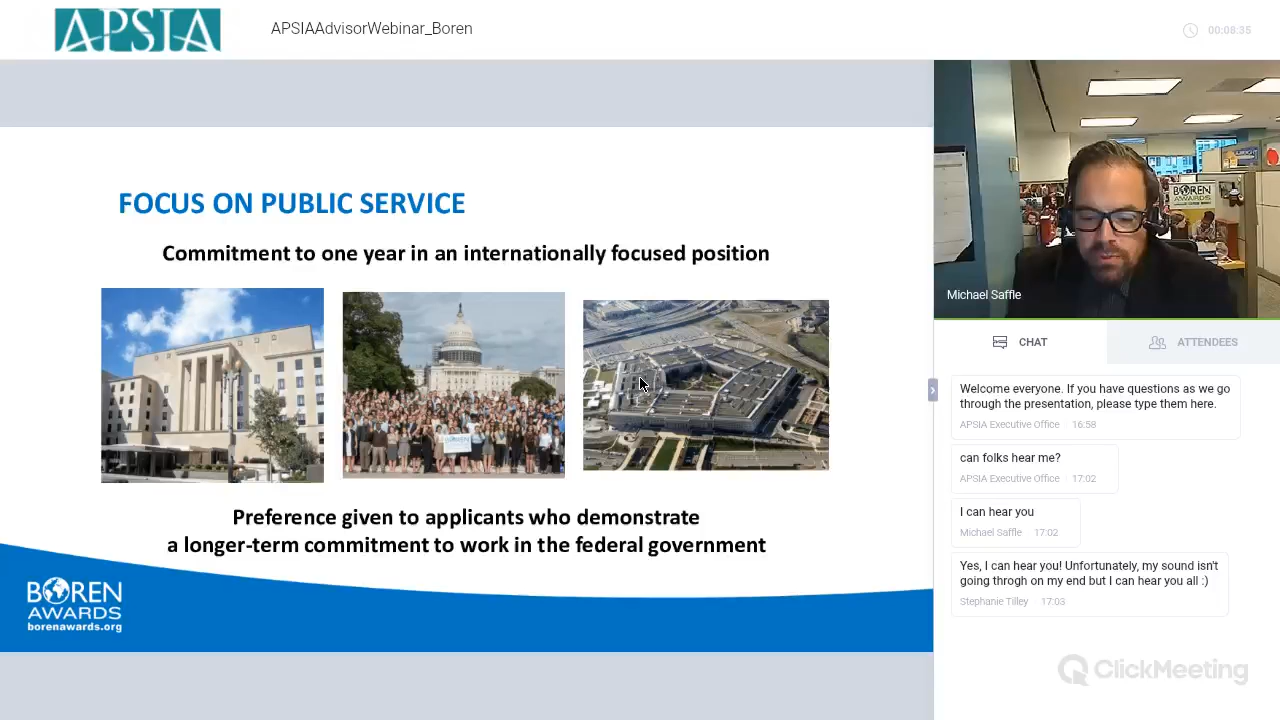 APSIA
APSIAAdvisorWebinar_Boren
00:08:35
FOCUS ON PUBLIC SERVICE
Commitment to one year in an internationally focused position
BOREN
Preference given to applicants who demonstrate
a longer-term commitment to work in the federal government
BOREN
AWARDS
borenawards.org
BOREN
AWARDS
Michael Saffle
CHAT
ATTENDEES
Welcome everyone. If you have questions as we go
through the presentation, please type them here.
APSIA Executive Office 16:58
can folks hear me?
APSIA Executive Office 17:02
I can hear you
Michael Saffle 17:02
Yes, I can hear you! Unfortunately, my sound isn't
going throgh on my end but I can hear you all :)
Stephanie Tilley 17:03
ClickMeeting